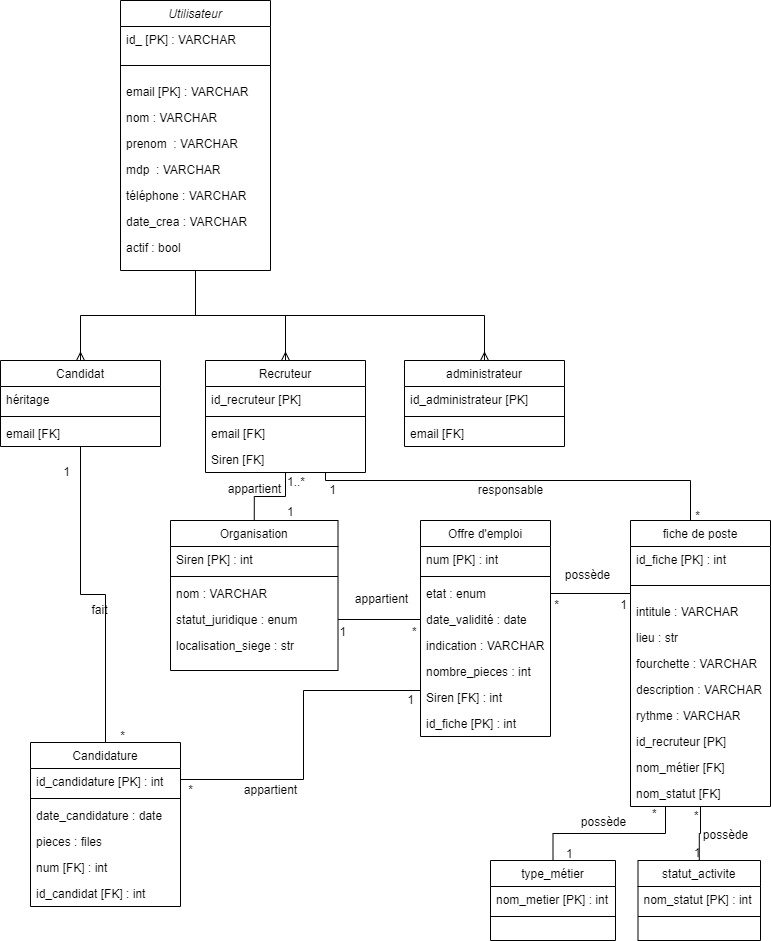 Utilisateur
id_ [PK] : VARCHAR
email [PK] : VARCHAR
nom : VARCHAR
prenom : VARCHAR
mdp : VARCHAR
téléphone : VARCHAR
date_crea : VARCHAR
actif : bool
Candidat
héritage
email [FK]
Recruteur
id_recruteur [PK]
email [FK]
Siren [FK]
administrateur
id_administrateur [PK]
email [FK]
1
appartient
1..*
1
1
responsable
*
Organisation
Siren [PK] : int
nom : VARCHAR
statut_juridique : enum
localisation_siege : str
appartient
1
*
Offre d'emploi
num [PK] : int
etat : enum
date_validité : date
indication : VARCHAR
nombre_pieces : int
Siren [FK] : int
id_fiche [PK] : int
possède
*
1
fiche de poste
id_fiche [PK] : int
intitule : VARCHAR
lieu : str
fourchette : VARCHAR
description : VARCHAR
rythme : VARCHAR
id_recruteur [PK]
nom_métier [FK]
nom_statut [FK]
fait
*
1
*
appartient
Candidature
id_candidature [PK] : int
date_candidature : date
pieces : files
num [FK] : int
id_candidat [FK] : int
*
possède
1
*
possède
1
type_métier
nom_metier [PK] : int
statut_activite
nom_statut [PK] : int